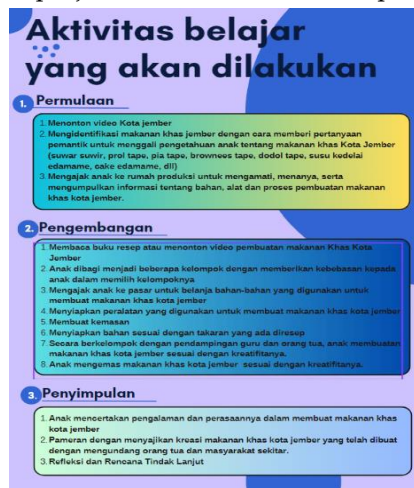 Aktivitas belajar
yang akan dilakukan
1. Permulaan
1. Menonton video Kota jember
2. Mengidentifikasi makanan khas jember dengan cara memberi pertanyaan
pemantik untuk menggali pengetahuan anak tentang makanan khas Kota Jember
(suwar suwir, prol tape, pia tape, browness tape, dodol tape, susu kedelai
edamame, cake edamame, dll)
3. Mengajak anak ke rumah produksi untuk mengamati, menanya, serta
mengumpulkan informasi tentang bahan, alat dan proses pembuatan makanan
khas kota jember.
2. Pengembangan
1. Membaca buku resep atau menonton video pembuatan makanan Khas Kota
Jember
2. Anak dibagi menjadi beberapa kelompok dengan memberikan kebebasan kepada
anak dalam memilih kelompoknya
3. Mengajak anak ke pasar untuk belanja bahan-bahan yang digunakan untuk
membuat makanan khas kota jember
4. Menyiapkan peralatan yang digunakan untuk membuat makanan khas kota jember
5. Membuat kemasan
6. Menyiapkan bahan sesuai dengan takaran yang ada diresep
7. Secara berkelompok dengan pendampingan guru dan orang tua, anak membuatan
makanan khas kota jember sesuai dengan kreatifitanya.
8. Anak mengemas makanan khas kota jember sesuai dengan kreatifitanya.
3. Penyimpulan
1. Anak mencertakan pengalaman dan perasaannya dalam membuat makanan khas
kota jember
2. Pameran dengan menyajikan kreasi makanan khas kota jember yang telah dibuat
dengan mengundang orang tua dan masyarakat sekitar.
3. Refleksi dan Rencana Tindak Lanjut